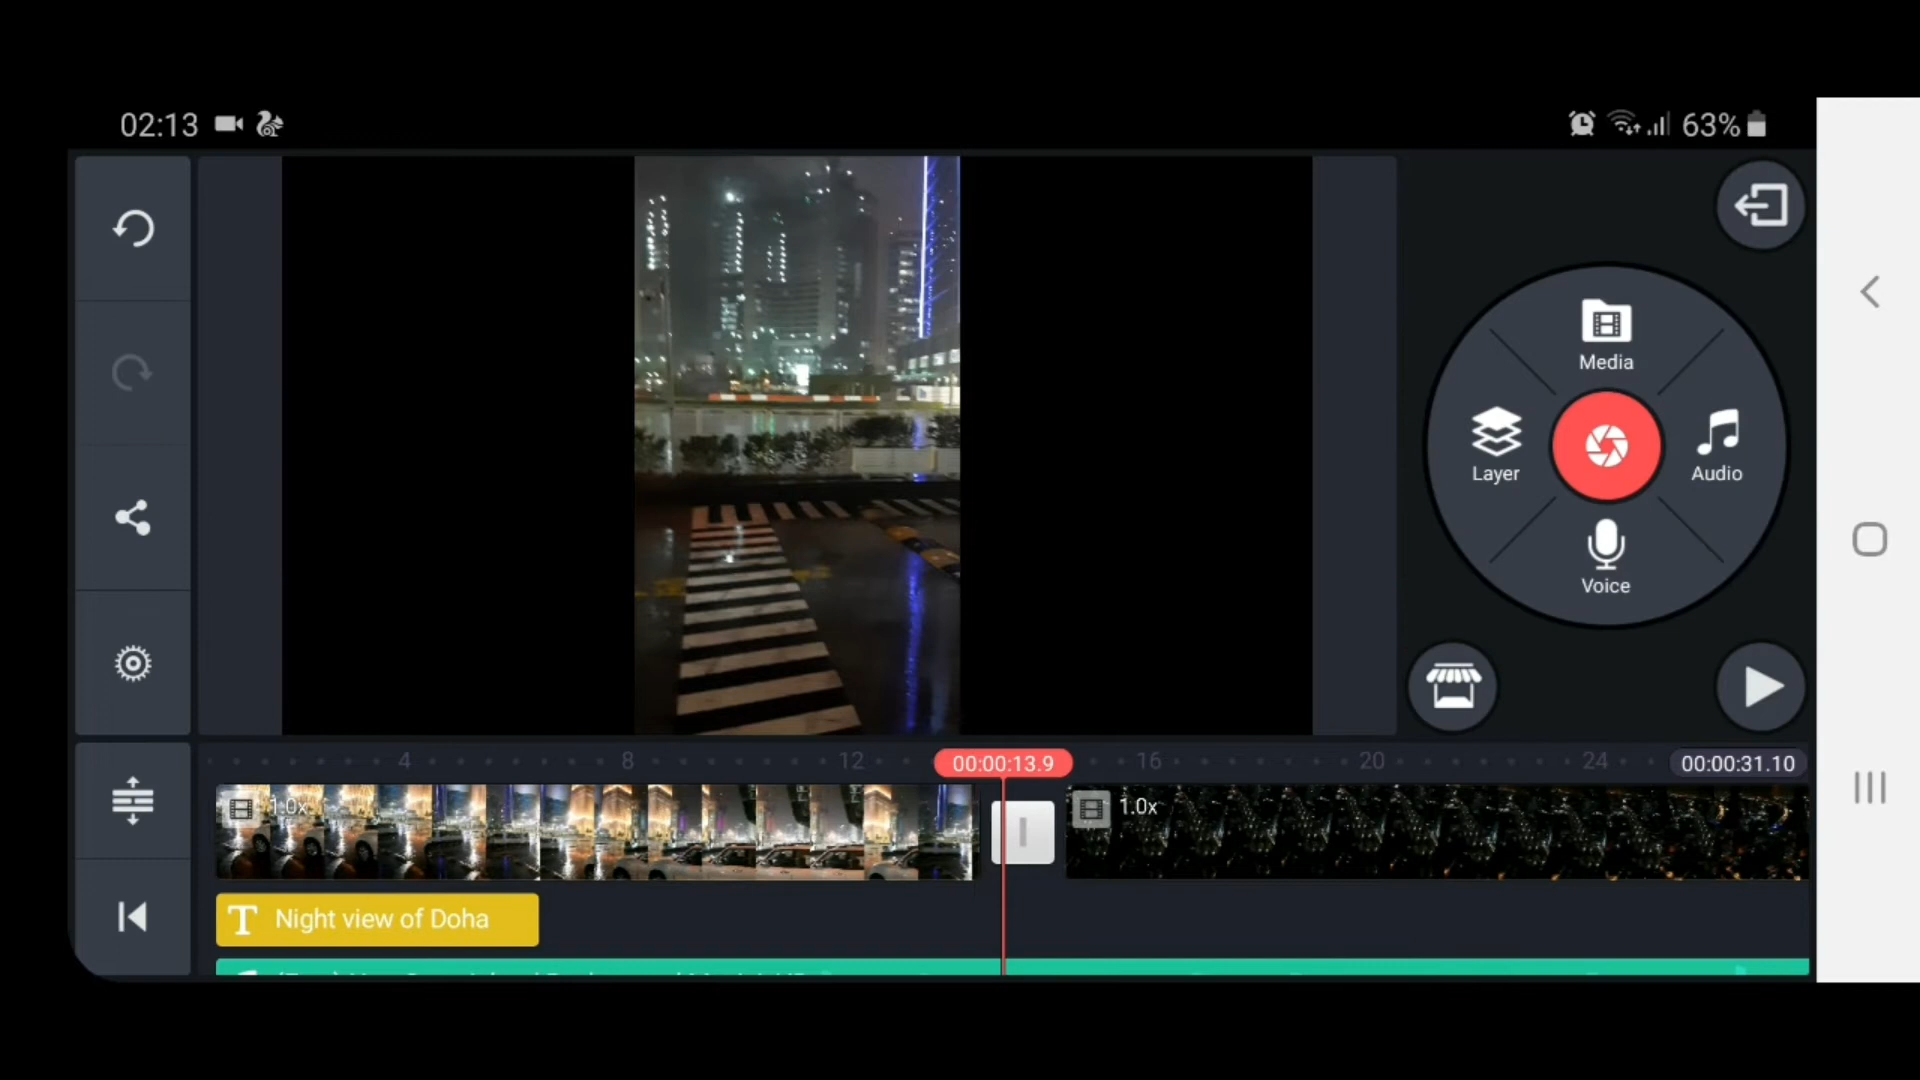 02:13
63%
Media
Layer
Audio
Voice
4
8
12
00:00:13.9
16
20
24
00:00:31.10
1.0x
1.0x
T Night view of Doha